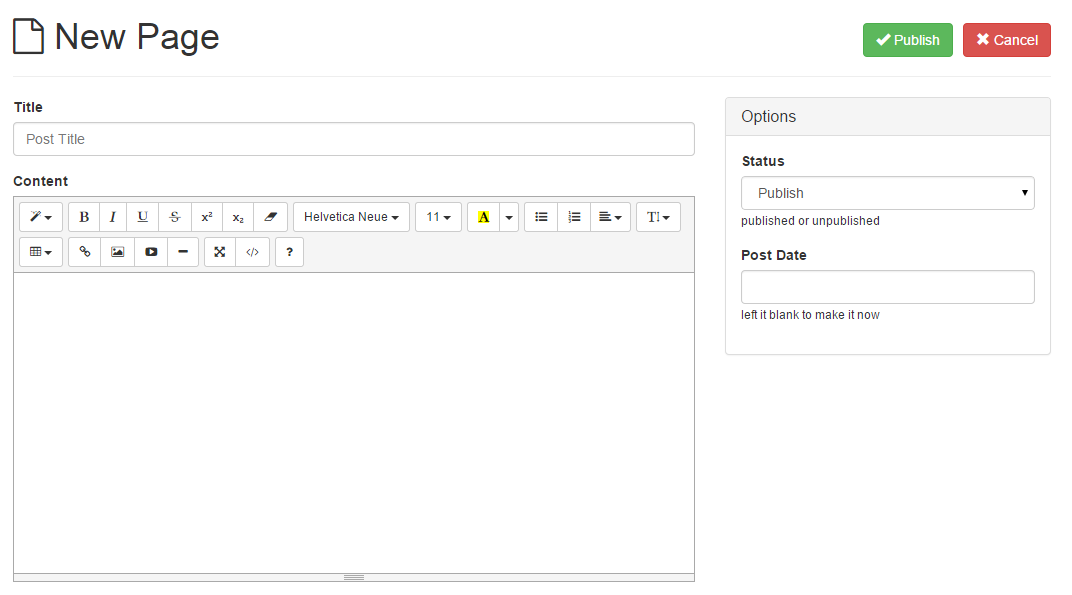 New Page
Publish
Cancel
Title
Post Title
Content
B I U S x² x₂ Helvetica Neue 11 A TI
</> ?
Options
Status
Publish
published or unpublished
Post Date
left it blank to make it now